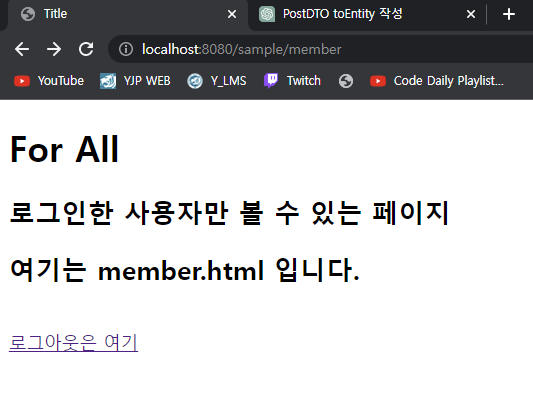 Title
PostDTO toEntity 작성
localhost:8080/sample/member
YouTube YJP WEB Y_LMS Twitch Code Daily Playlist...
For All
로그인한 사용자만 볼 수 있는 페이지
여기는 member.html 입니다.
로그아웃은 여기